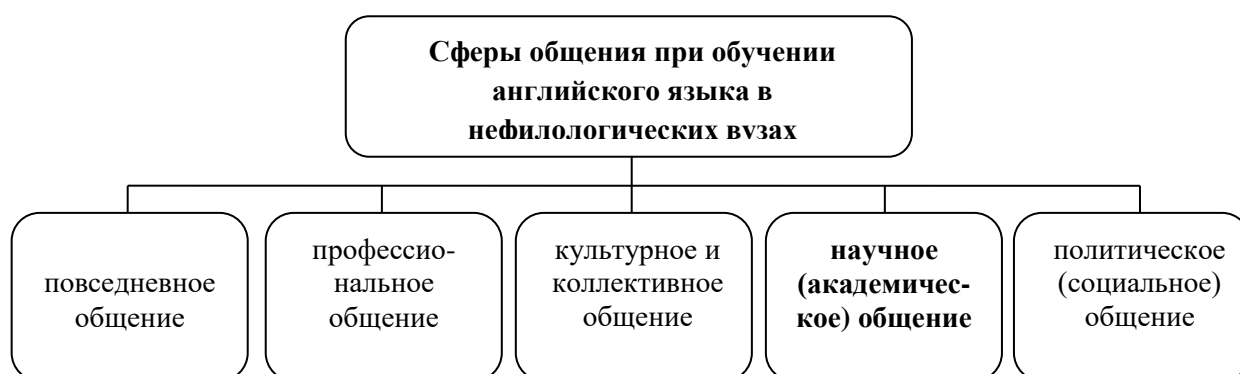 Сферы общения при обучении
английского языка в
нефилологических вузах
повседневное
общение
профессио-
нальное
общение
культурное и
коллективное
общение
научное
(академичес-
кое) общение
политическое
(социальное)
общение